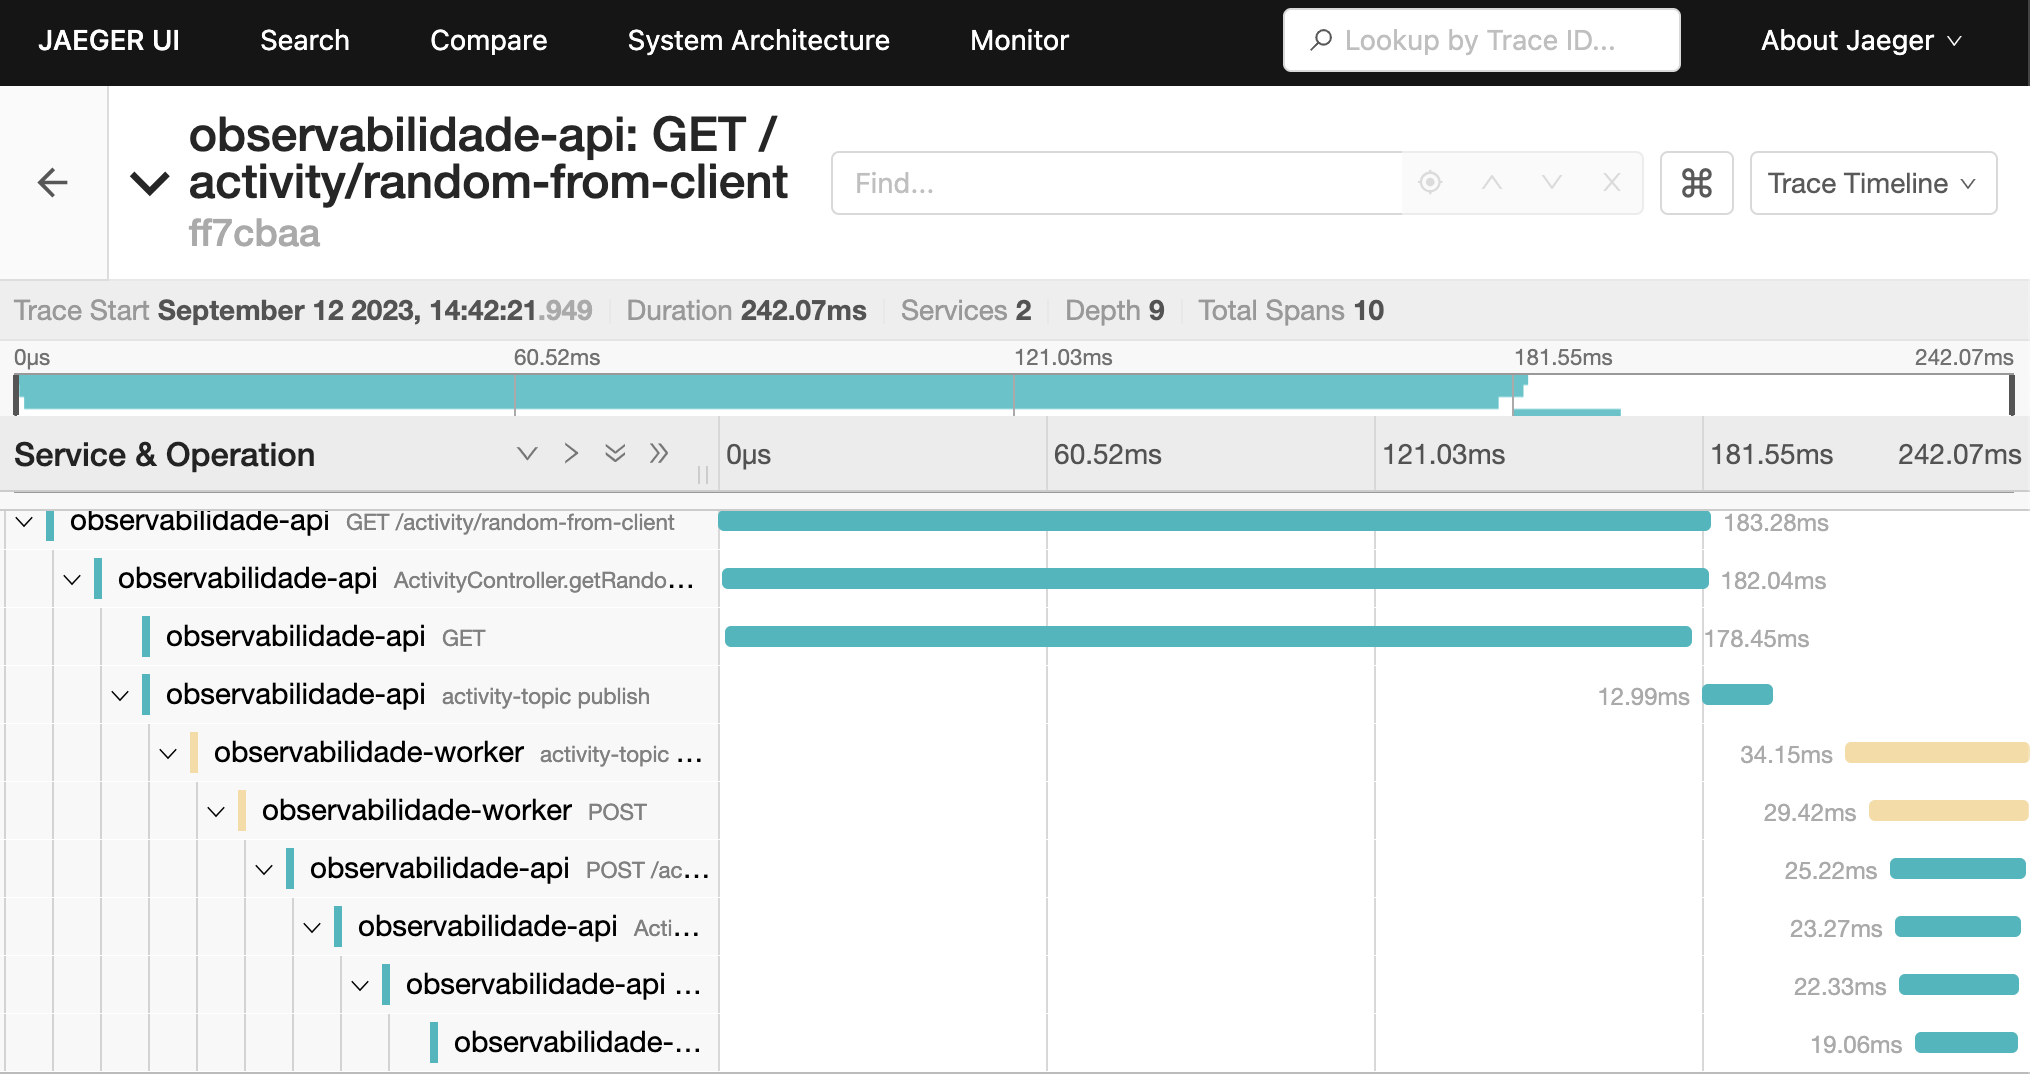 JAEGER UI Search Compare System Architecture Monitor Lookup by Trace ID... About Jaeger
observabilidade-api: GET /
activity/random-from-client
ff7cbaa
Find... ⌘ Trace Timeline
Trace Start September 12 2023, 14:42:21.949 Duration 242.07ms Services 2 Depth 9 Total Spans 10
0μs 60.52ms 121.03ms 181.55ms 242.07ms
Service & Operation 0μs 60.52ms 121.03ms 181.55ms 242.07ms
observabilidade-api GET /activity/random-from-client 183.28ms
observabilidade-api ActivityController.getRando... 182.04ms
observabilidade-api GET 178.45ms
observabilidade-api activity-topic publish 12.99ms
observabilidade-worker activity-topic ... 34.15ms
observabilidade-worker POST 29.42ms
observabilidade-api POST /ac... 25.22ms
observabilidade-api Acti... 23.27ms
observabilidade-api ... 22.33ms
observabilidade-... 19.06ms